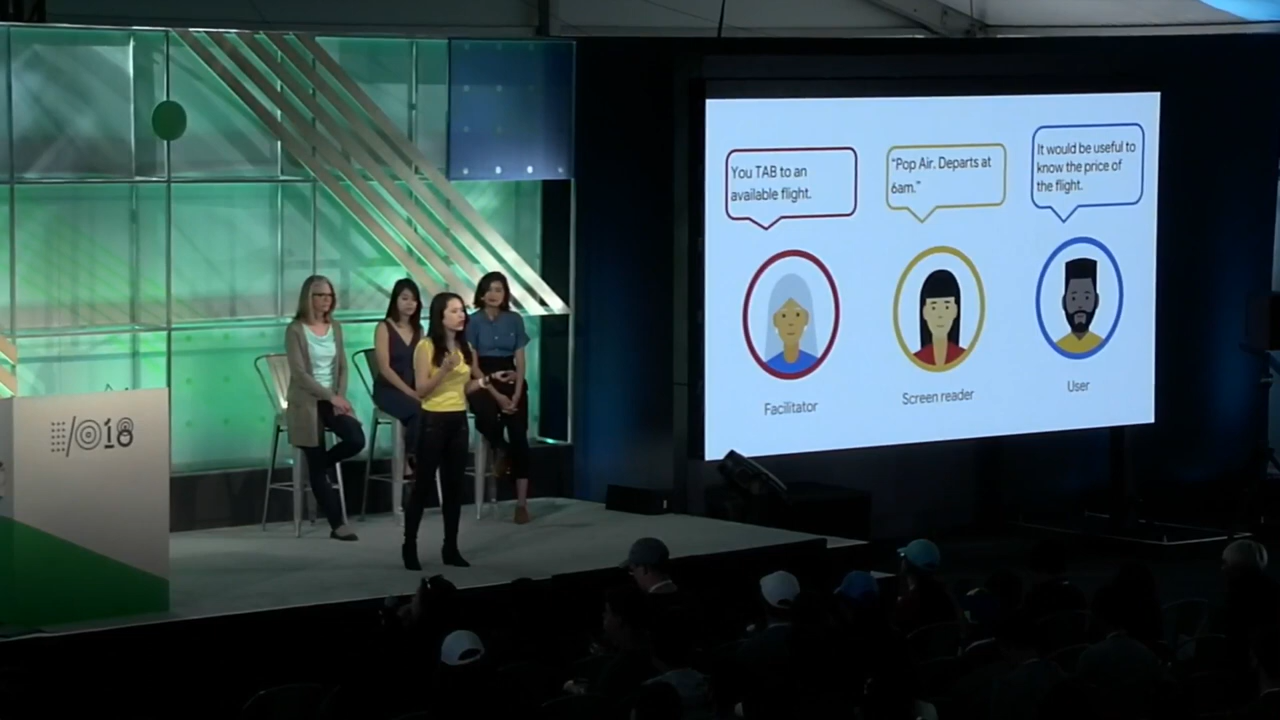 You TAB to an
available flight.
"Pop Air. Departs at
6am."
It would be useful to
know the price of
the flight.
Facilitator
Screen reader
User
I/O18